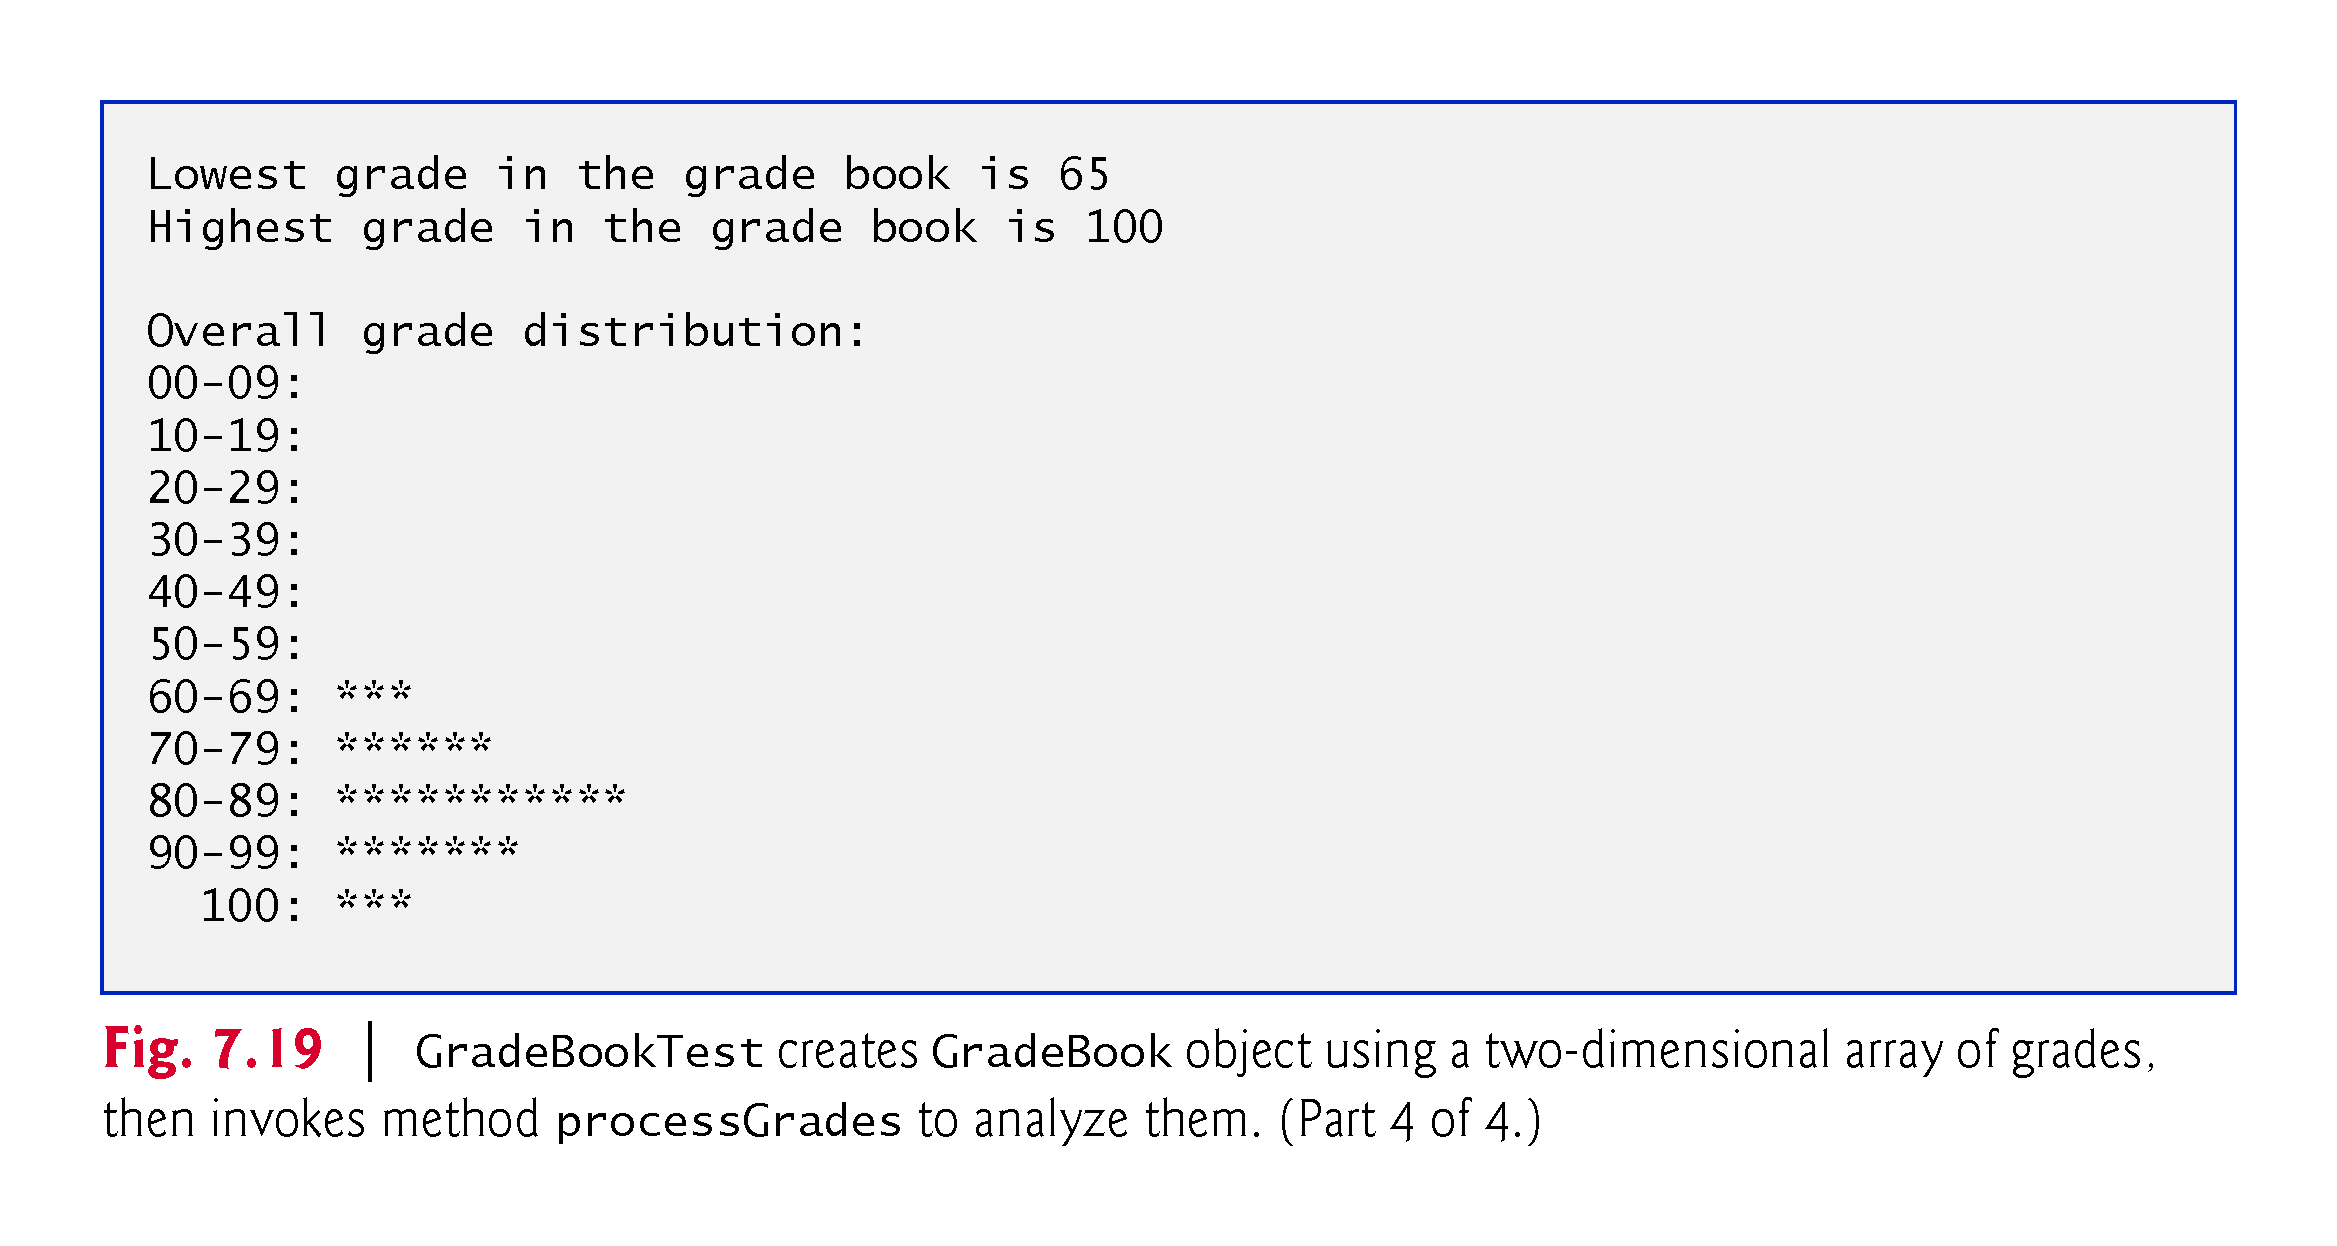 Lowest grade in the grade book is 65
Highest grade in the grade book is 100
Overall grade distribution:
00-09:
10-19:
20-29:
30-39:
40-49:
50-59:
60-69: ***
70-79: ******
80-89: ***********
90-99: *******
100: ***
Fig. 7.19 | GradeBookTest creates GradeBook object using a two-dimensional array of grades,
then invokes method processGrades to analyze them. (Part 4 of 4.)